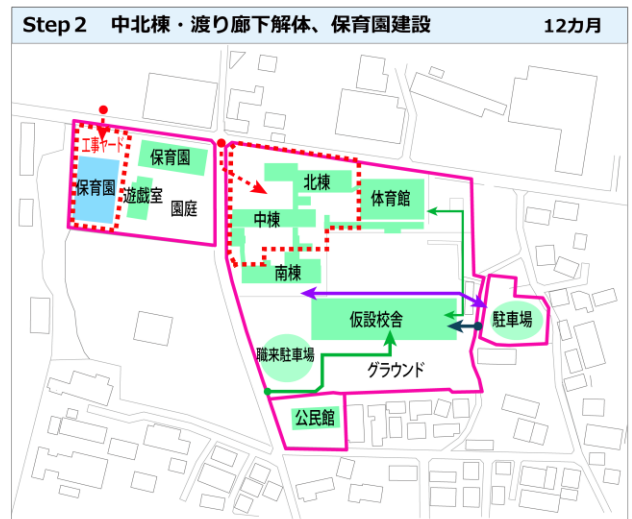 Step2 中北棟・渡り廊下解体、保育園建設 12カ月
工事ヤード
保育園
保育園
遊戯室
園庭
北棟
体育館
中棟
南棟
仮設校舎
駐車場
職来駐車場
グラウンド
公民館